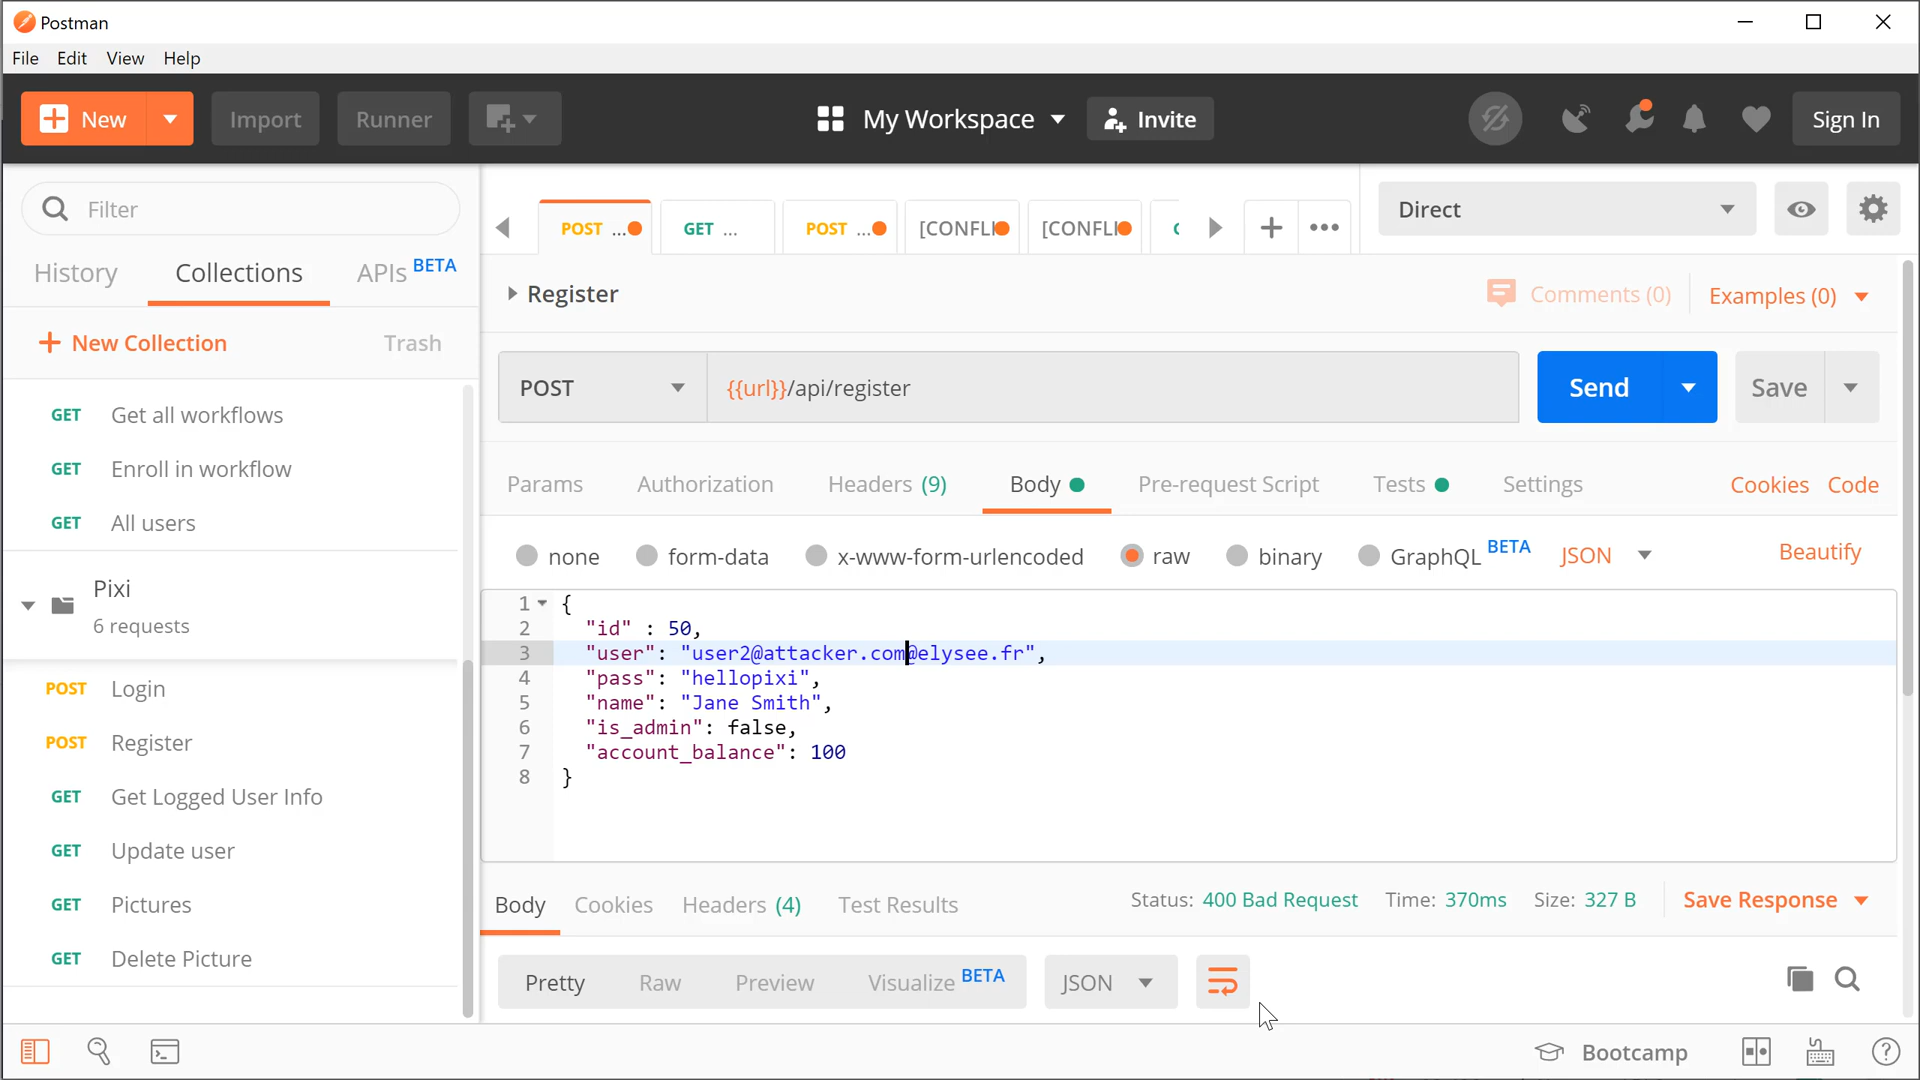 Postman
File Edit View Help
New Import Runner My Workspace Invite Sign In
Filter
History Collections APIs BETA
New Collection Trash
GET Get all workflows
GET Enroll in workflow
GET All users
Pixi
6 requests
POST Login
POST Register
GET Get Logged User Info
GET Update user
GET Pictures
GET Delete Picture
POST ... GET ... POST ... [CONFLI [CONFLI
Direct
Register Comments (0) Examples (0)
POST {{url}}/api/register Send Save
Params Authorization Headers (9) Body Pre-request Script Tests Settings Cookies Code
none form-data x-www-form-urlencoded raw binary GraphQL BETA JSON Beautify
1 {
2 "id" : 50,
3 "user": "user2@attacker.com@elysee.fr",
4 "pass": "hellopixi",
5 "name": "Jane Smith",
6 "is_admin": false,
7 "account_balance": 100
8 }
Body Cookies Headers (4) Test Results Status: 400 Bad Request Time: 370ms Size: 327 B Save Response
Pretty Raw Preview Visualize BETA JSON
Bootcamp